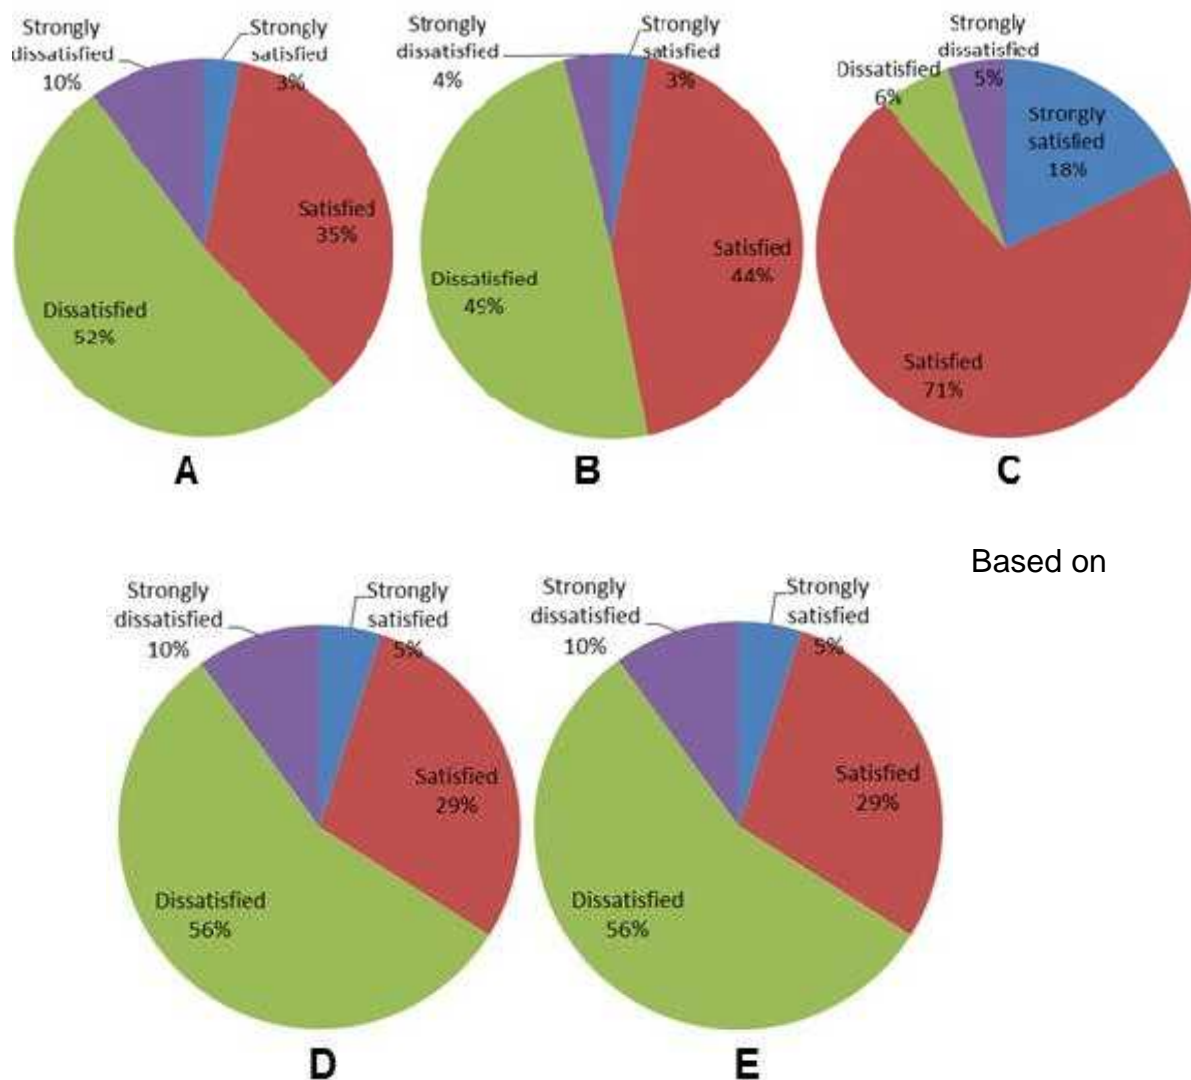 Strongly
dissatisfied
10%
Strongly
satisfied
3%
Satisfied
35%
Dissatisfied
52%
A
Strongly
dissatisfied
4%
Strongly
satisfied
3%
Satisfied
44%
Dissatisfied
49%
B
Strongly
dissatisfied
5%
Dissatisfied
6%
Strongly
satisfied
18%
Satisfied
71%
C
Based on
Strongly
dissatisfied
10%
Strongly
satisfied
5%
Satisfied
29%
Dissatisfied
56%
D
Strongly
dissatisfied
10%
Strongly
satisfied
5%
Satisfied
29%
Dissatisfied
56%
E